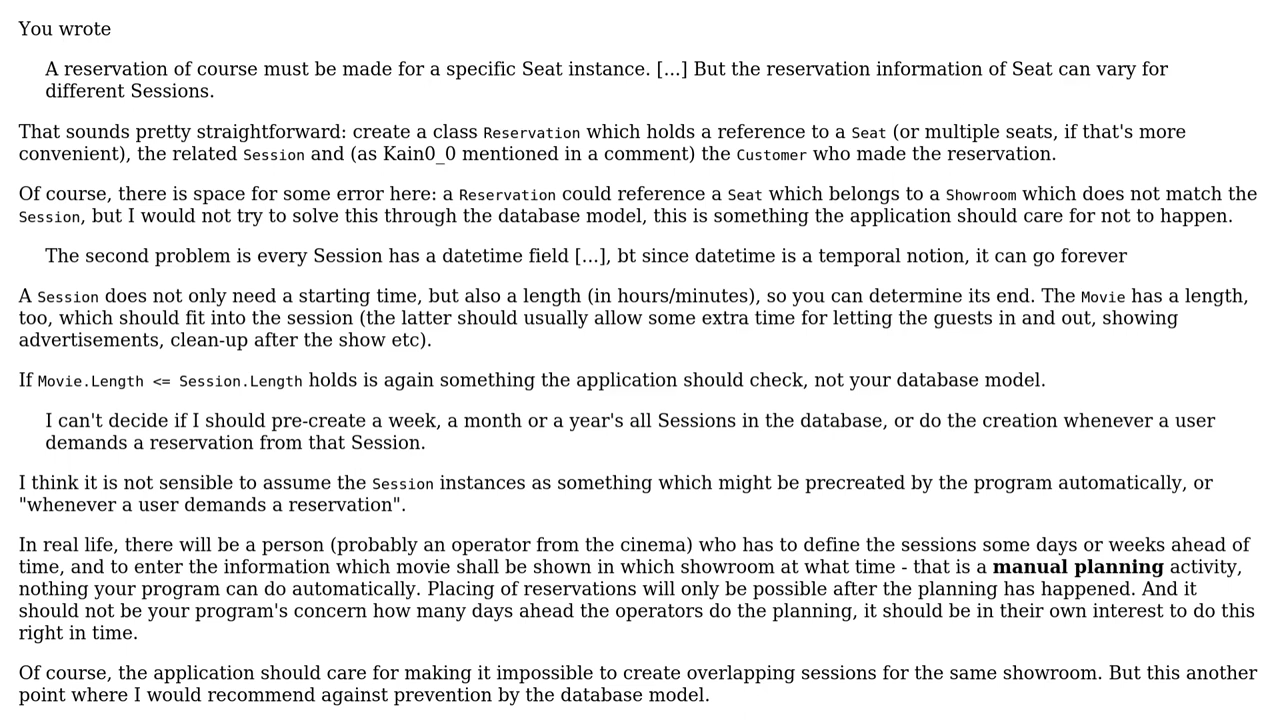 You wrote
A reservation of course must be made for a specific Seat instance. [...] But the reservation information of Seat can vary for
different Sessions.
That sounds pretty straightforward: create a class Reservation which holds a reference to a Seat (or multiple seats, if that's more
convenient), the related Session and (as Kain0_0 mentioned in a comment) the Customer who made the reservation.
Of course, there is space for some error here: a Reservation could reference a Seat which belongs to a Showroom which does not match the
Session, but I would not try to solve this through the database model, this is something the application should care for not to happen.
The second problem is every Session has a datetime field [...], bt since datetime is a temporal notion, it can go forever
A Session does not only need a starting time, but also a length (in hours/minutes), so you can determine its end. The Movie has a length,
too, which should fit into the session (the latter should usually allow some extra time for letting the guests in and out, showing
advertisements, clean-up after the show etc).
If Movie.Length <= Session.Length holds is again something the application should check, not your database model.
I can't decide if I should pre-create a week, a month or a year's all Sessions in the database, or do the creation whenever a user
demands a reservation from that Session.
I think it is not sensible to assume the Session instances as something which might be precreated by the program automatically, or
"whenever a user demands a reservation".
In real life, there will be a person (probably an operator from the cinema) who has to define the sessions some days or weeks ahead of
time, and to enter the information which movie shall be shown in which showroom at what time - that is a manual planning activity,
nothing your program can do automatically. Placing of reservations will only be possible after the planning has happened. And it
should not be your program's concern how many days ahead the operators do the planning, it should be in their own interest to do this
right in time.
Of course, the application should care for making it impossible to create overlapping sessions for the same showroom. But this another
point where I would recommend against prevention by the database model.